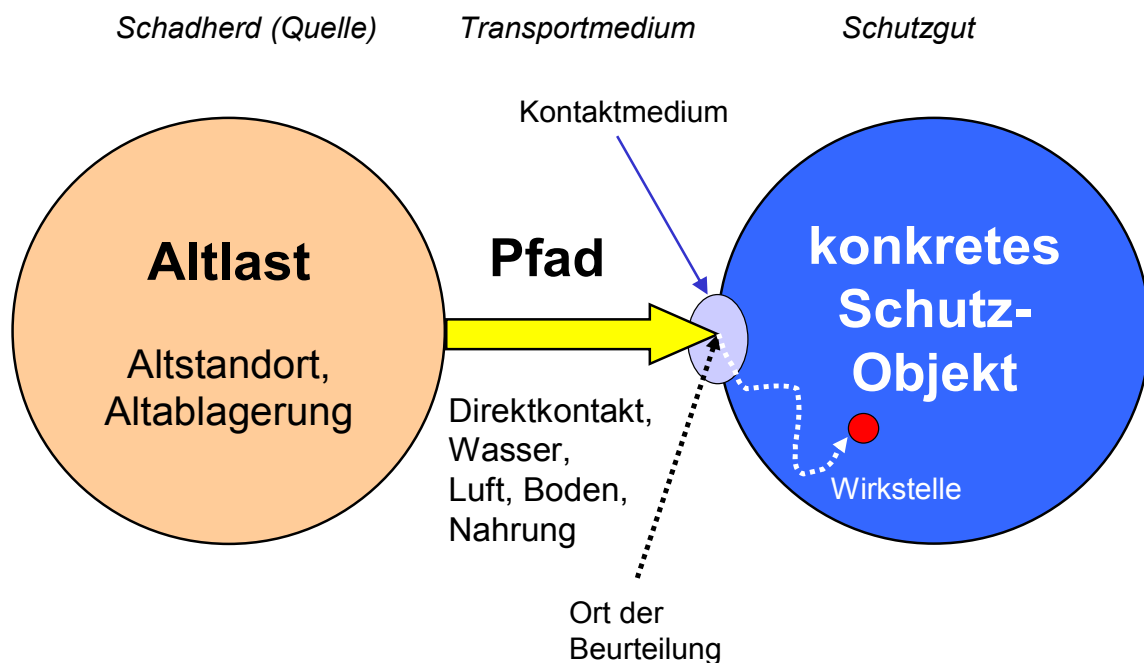 Schadherd (Quelle)
Transportmedium
Schutzgut
Kontaktmedium
Altlast
Altstandort,
Altablagerung
Pfad
Direktkontakt,
Wasser,
Luft, Boden,
Nahrung
konkretes
Schutz-
Objekt
Wirkstelle
Ort der
Beurteilung